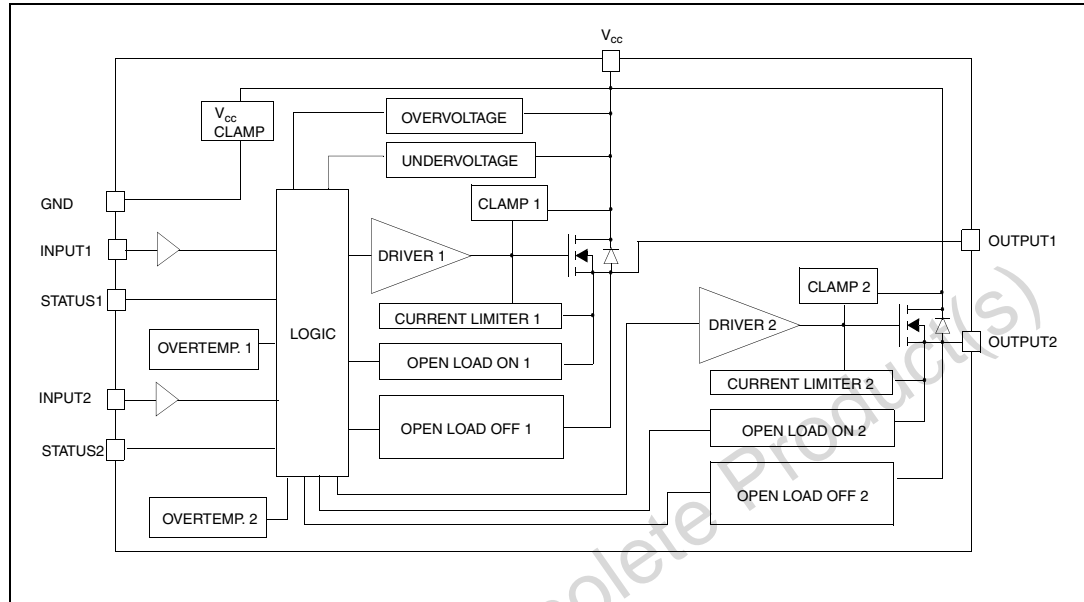 Vcc
Vcc
CLAMP
OVERVOLTAGE
UNDERVOLTAGE
GND
CLAMP 1
INPUT1
DRIVER 1
OUTPUT1
STATUS1
LOGIC
CURRENT LIMITER 1
CLAMP 2
DRIVER 2
OVERTEMP. 1
OPEN LOAD ON 1
OUTPUT2
INPUT2
CURRENT LIMITER 2
OPEN LOAD OFF 1
OPEN LOAD ON 2
STATUS2
OPEN LOAD OFF 2
OVERTEMP. 2
olete Product(s)